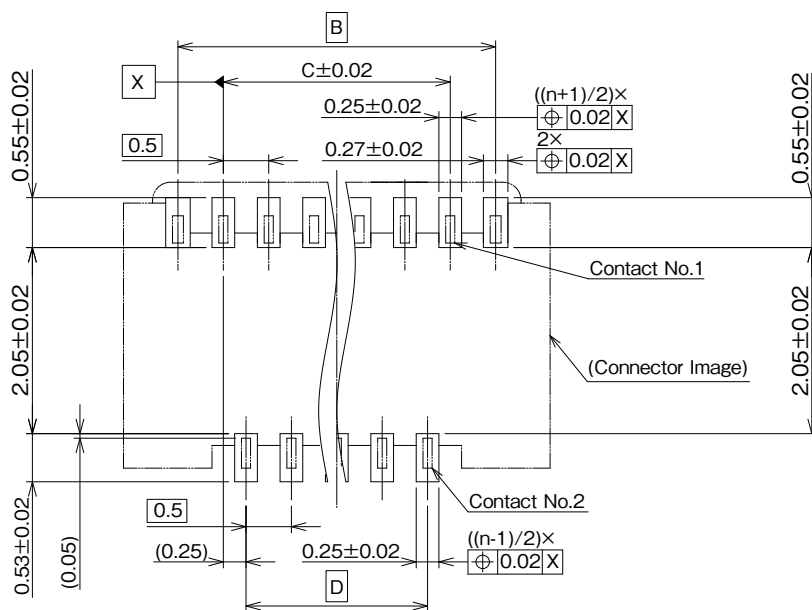 B
X
C±0.02
((n+1)/2)×
0.25±0.02
⌖ 0.02 X
2×
0.5
0.27±0.02
⌖ 0.02 X
0.55±0.02
0.55±0.02
Contact No.1
2.05±0.02
2.05±0.02
(Connector Image)
Contact No.2
0.5
((n-1)/2)×
0.53±0.02
(0.05)
(0.25)
0.25±0.02
⌖ 0.02 X
D